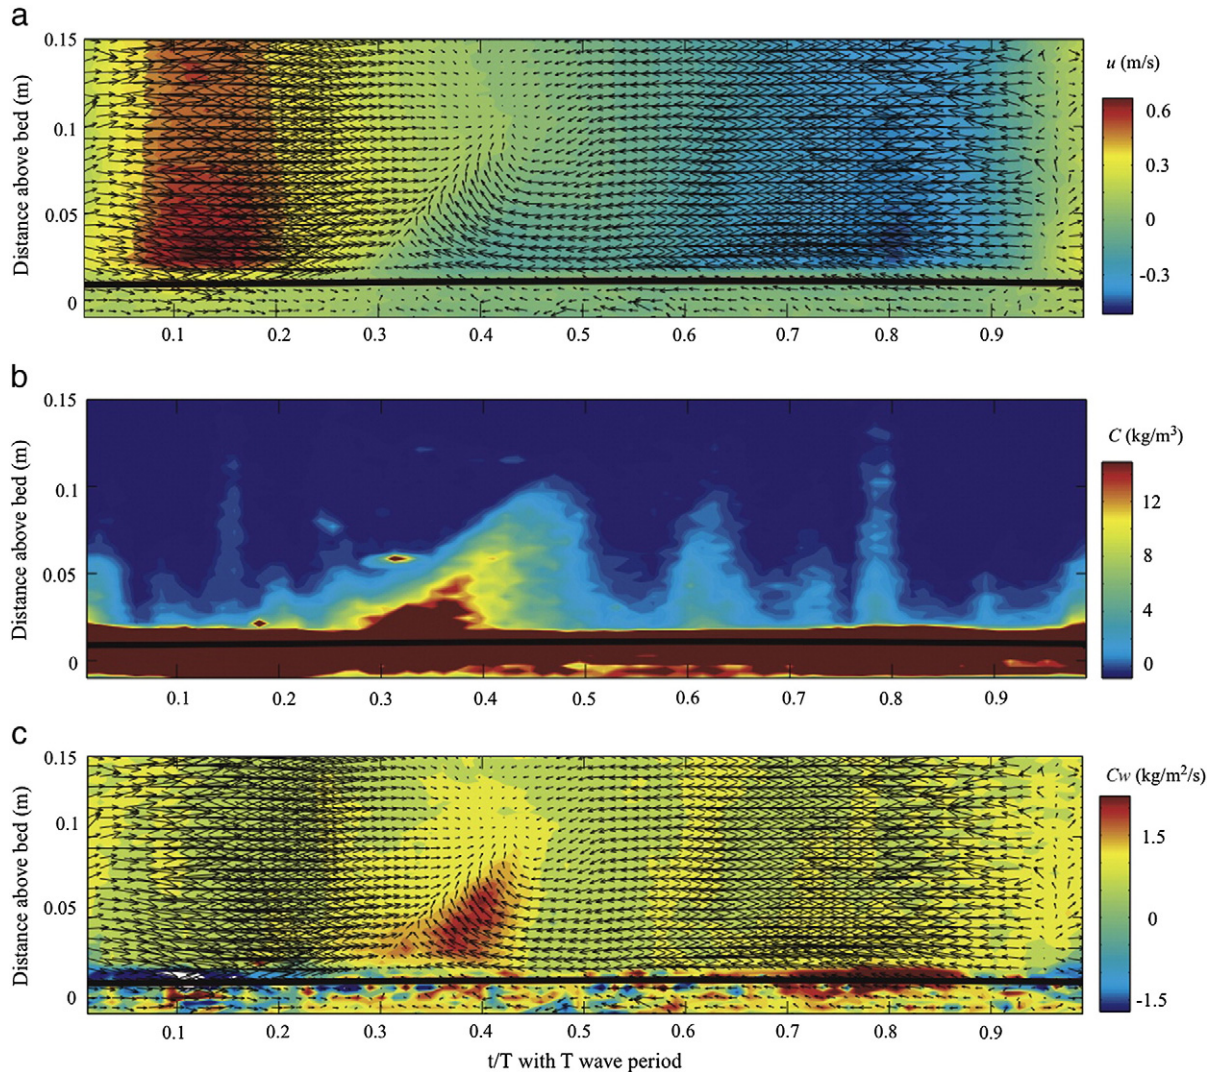 a
0.15
0.1
0.05
0
Distance above bed (m)
0.1 0.2 0.3 0.4 0.5 0.6 0.7 0.8 0.9
u (m/s)
0.6
0.3
0
-0.3
b
0.15
0.1
0.05
0
Distance above bed (m)
0.1 0.2 0.3 0.4 0.5 0.6 0.7 0.8 0.9
C (kg/m³)
12
8
4
0
c
0.15
0.1
0.05
0
Distance above bed (m)
0.1 0.2 0.3 0.4 0.5 0.6 0.7 0.8 0.9
t/T with T wave period
Cw (kg/m²/s)
1.5
0
-1.5